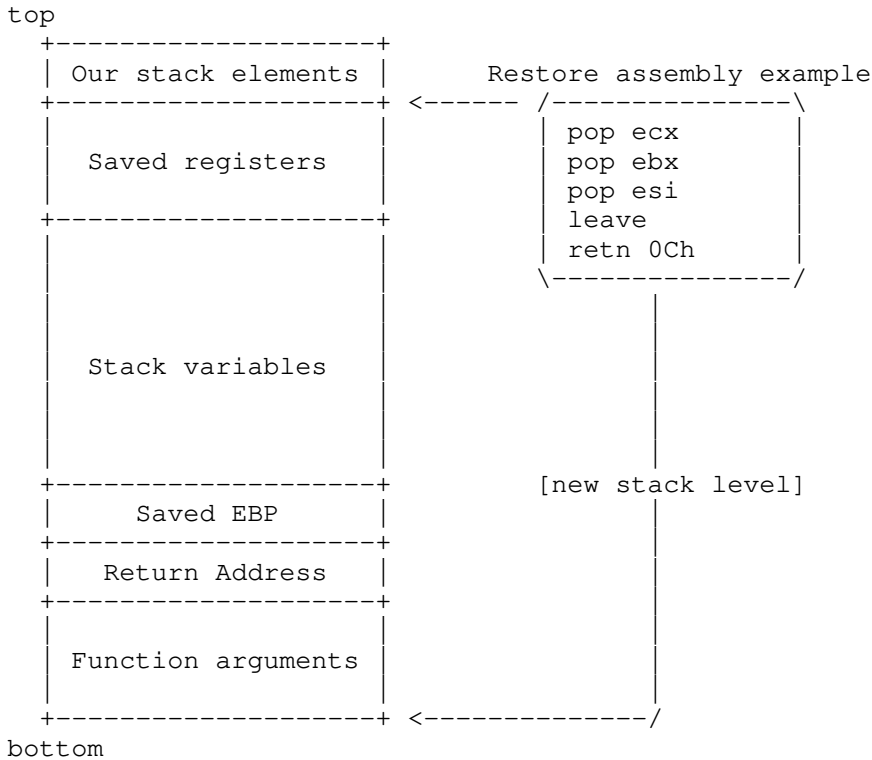 top
Our stack elements Restore assembly example
pop ecx
Saved registers pop ebx
pop esi
leave
retn 0Ch
Stack variables
[new stack level]
Saved EBP
Return Address
Function arguments
bottom